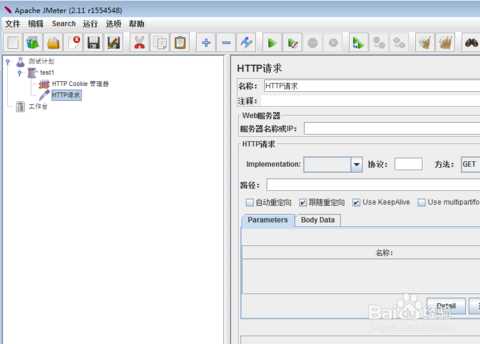 Apache JMeter (2.11 r1554548)
文件 编辑 Search 运行 选项 帮助
测试计划
test1
HTTP Cookie 管理器
HTTP请求
工作台
HTTP请求
名称: HTTP请求
注释:
Web服务器
服务器名称或IP:
HTTP请求
Implementation: 协议: 方法: GET
路径:
自动重定向 跟随重定向 Use KeepAlive Use multipart/fo
Parameters Body Data
名称:
Detail
Baidu 经验